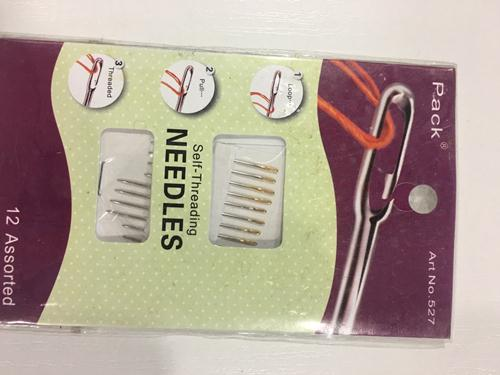 Pack®
Art No.527
1
Loop
2
Pull
3
Threaded
Self-Threading
NEEDLES
12 Assorted